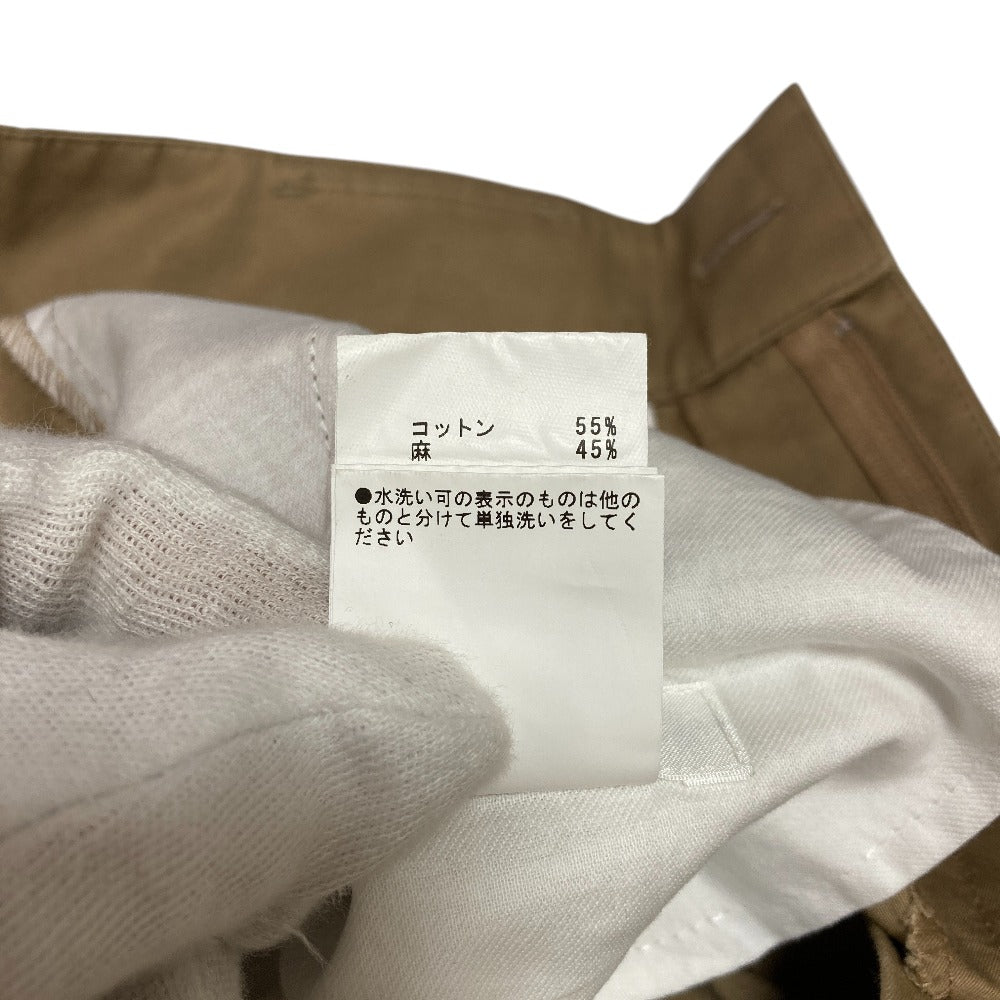 コットン 55%
麻 45%
●水洗い可の表示のものは他の
ものと分けて単独洗いをしてく
ださい